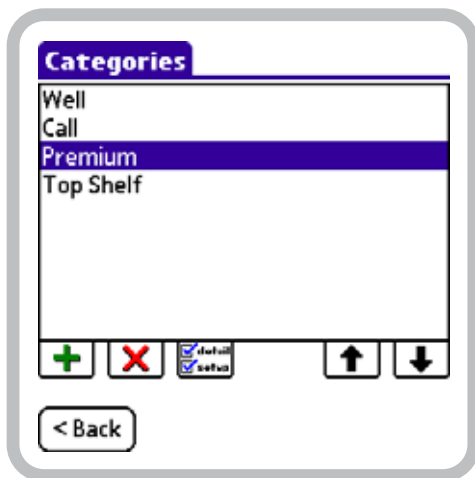 Categories
Well
Call
Premium
Top Shelf
detail
setup
< Back